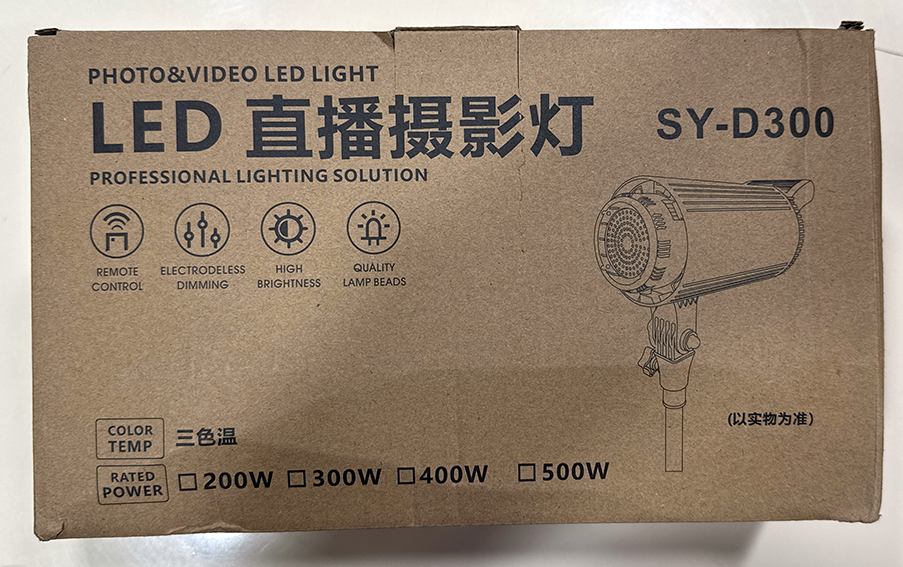 PHOTO&VIDEO LED LIGHT
LED 直播摄影灯
SY-D300
PROFESSIONAL LIGHTING SOLUTION
REMOTE CONTROL
ELECTRODELESS DIMMING
HIGH BRIGHTNESS
QUALITY LAMP BEADS
(以实物为准)
COLOR TEMP 三色温
RATED POWER □200W □300W □400W □500W